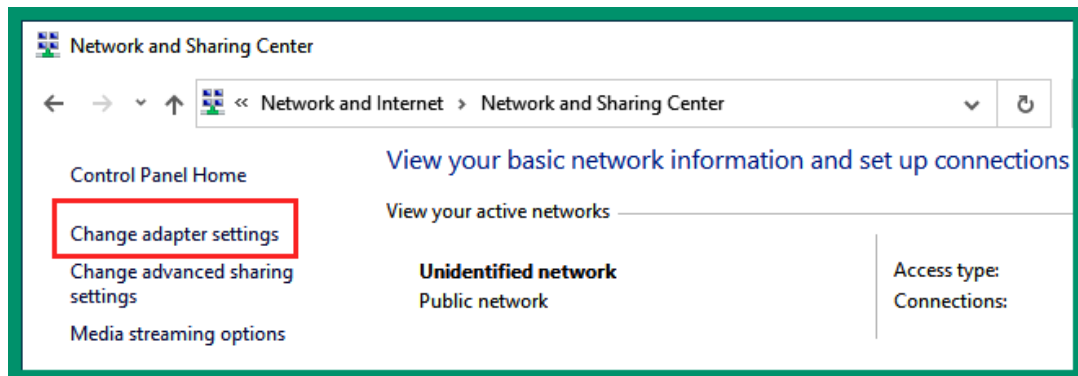 Network and Sharing Center
« Network and Internet > Network and Sharing Center
Control Panel Home
Change adapter settings
Change advanced sharing
settings
Media streaming options
View your basic network information and set up connections
View your active networks
Unidentified network
Public network
Access type:
Connections: